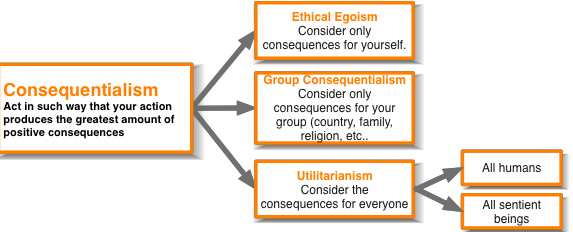 Ethical Egoism
Consider only
consequences for yourself.
Consequentialism
Act in such way that your action
produces the greatest amount of
positive consequences
Group Consequentialism
Consider only
consequences for your
group (country, family,
religion, etc..
Utilitarianism
Consider the
consequences for everyone
All humans
All sentient
beings